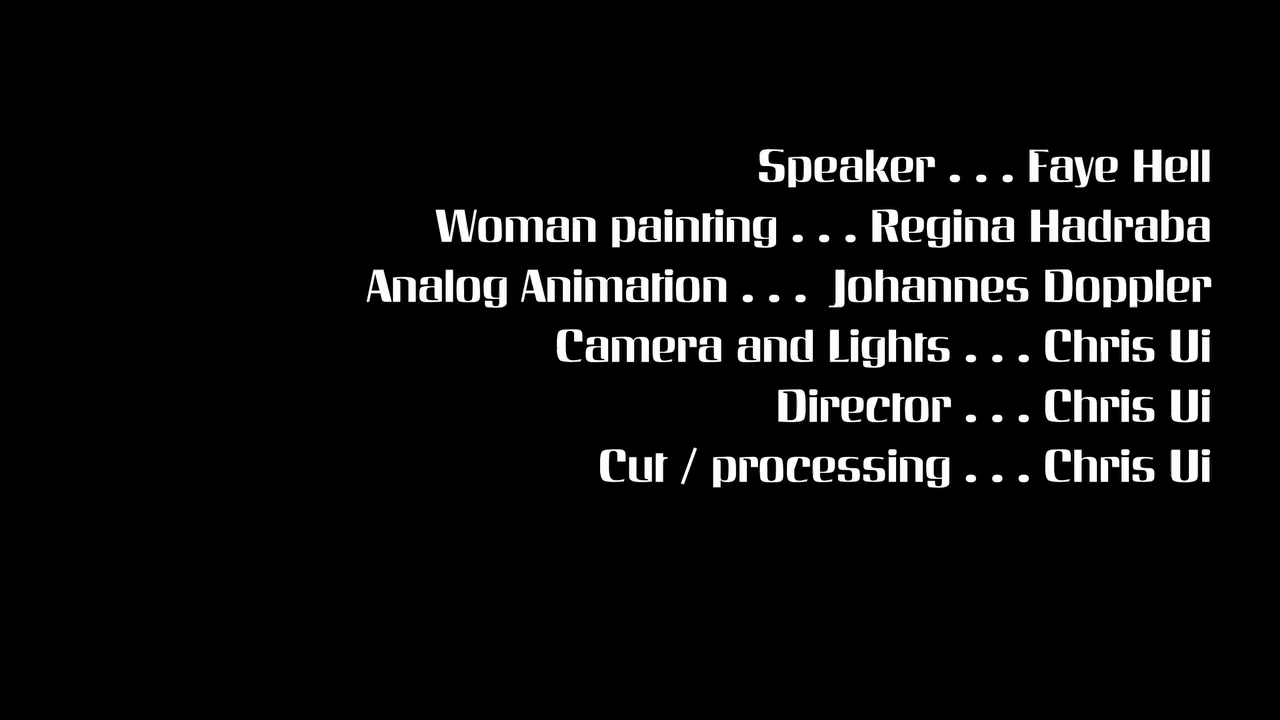 Speaker . . . Faye Hell
Woman painting . . . Regina Hadraba
Analog Animation . . . Johannes Doppler
Camera and Lights . . . Chris Ui
Director . . . Chris Ui
Cut / processing . . . Chris Ui